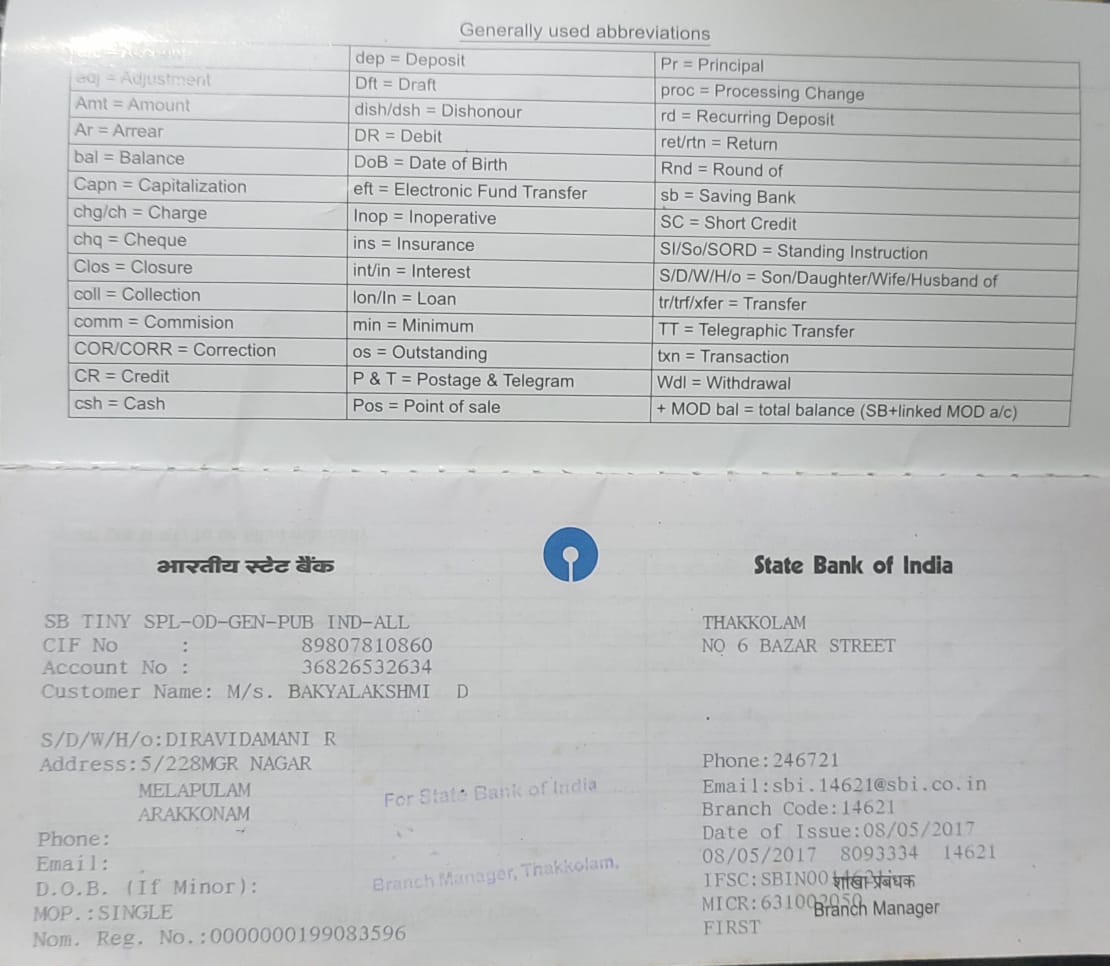 Generally used abbreviations
adj = Adjustment
Amt = Amount
Ar = Arrear
bal = Balance
Capn = Capitalization
chg/ch = Charge
chq = Cheque
Clos = Closure
coll = Collection
comm = Commision
COR/CORR = Correction
CR = Credit
csh = Cash
dep = Deposit
Dft = Draft
dish/dsh = Dishonour
DR = Debit
DoB = Date of Birth
eft = Electronic Fund Transfer
Inop = Inoperative
ins = Insurance
int/in = Interest
lon/ln = Loan
min = Minimum
os = Outstanding
P & T = Postage & Telegram
Pos = Point of sale
Pr = Principal
proc = Processing Change
rd = Recurring Deposit
ret/rtn = Return
Rnd = Round of
sb = Saving Bank
SC = Short Credit
SI/So/SORD = Standing Instruction
S/D/W/H/o = Son/Daughter/Wife/Husband of
tr/trf/xfer = Transfer
TT = Telegraphic Transfer
txn = Transaction
Wdl = Withdrawal
+ MOD bal = total balance (SB+linked MOD a/c)
भारतीय स्टेट बैंक
State Bank of India
SB TINY SPL-OD-GEN-PUB IND-ALL
CIF No : 89807810860
Account No : 36826532634
Customer Name: M/s. BAKYALAKSHMI D
S/D/W/H/o:DIRAVIDAMANI R
Address:5/228MGR NAGAR
MELAPULAM
ARAKKONAM
Phone:
Email:
D.O.B. (If Minor):
MOP.:SINGLE
Nom. Reg. No.:0000000199083596
For State Bank of India
Branch Manager, Thakkolam.
THAKKOLAM
NO 6 BAZAR STREET
Phone:246721
Email:sbi.14621@sbi.co.in
Branch Code:14621
Date of Issue:08/05/2017
08/05/2017 8093334 14621
IFSC:
शाखा प्रबंधक
MICR:
Branch Manager
FIRST